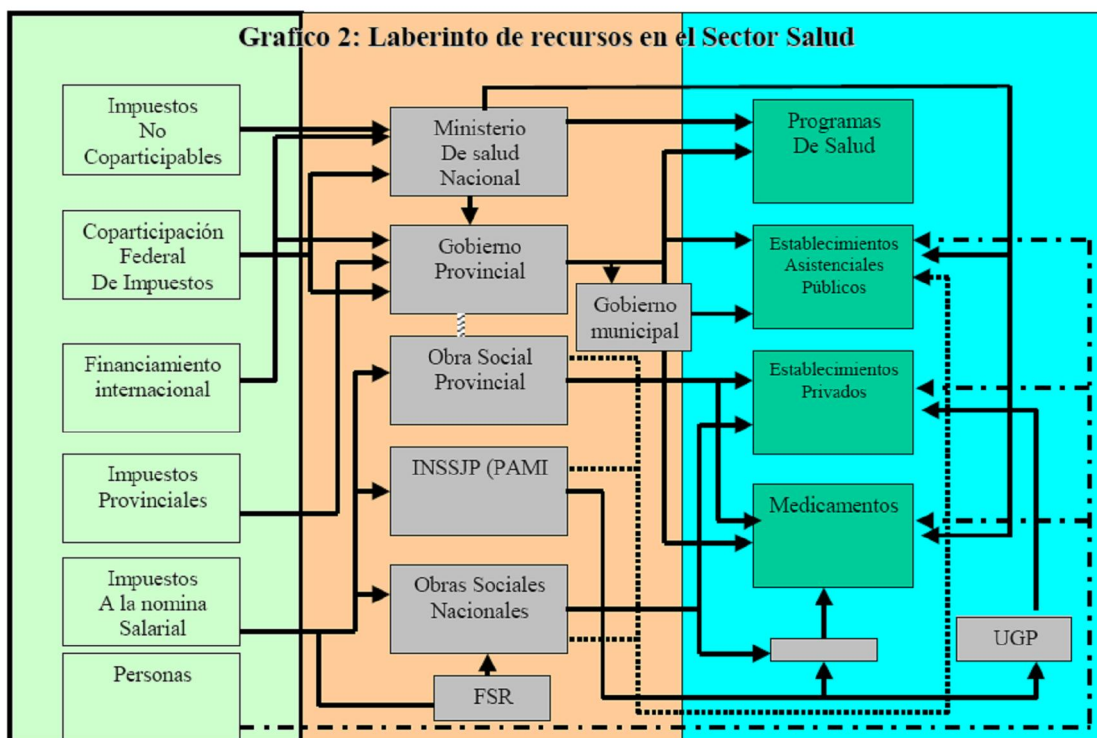 Grafico 2: Laberinto de recursos en el Sector Salud
Impuestos
No
Coparticipables
Coparticipación
Federal
De Impuestos
Financiamiento
internacional
Impuestos
Provinciales
Impuestos
A la nomina
Salarial
Personas
Ministerio
De salud
Nacional
Gobierno
Provincial
Gobierno
municipal
Obra Social
Provincial
INSSJP (PAMI
Obras Sociales
Nacionales
FSR
Programas
De Salud
Establecimientos
Asistenciales
Públicos
Establecimientos
Privados
Medicamentos
UGP